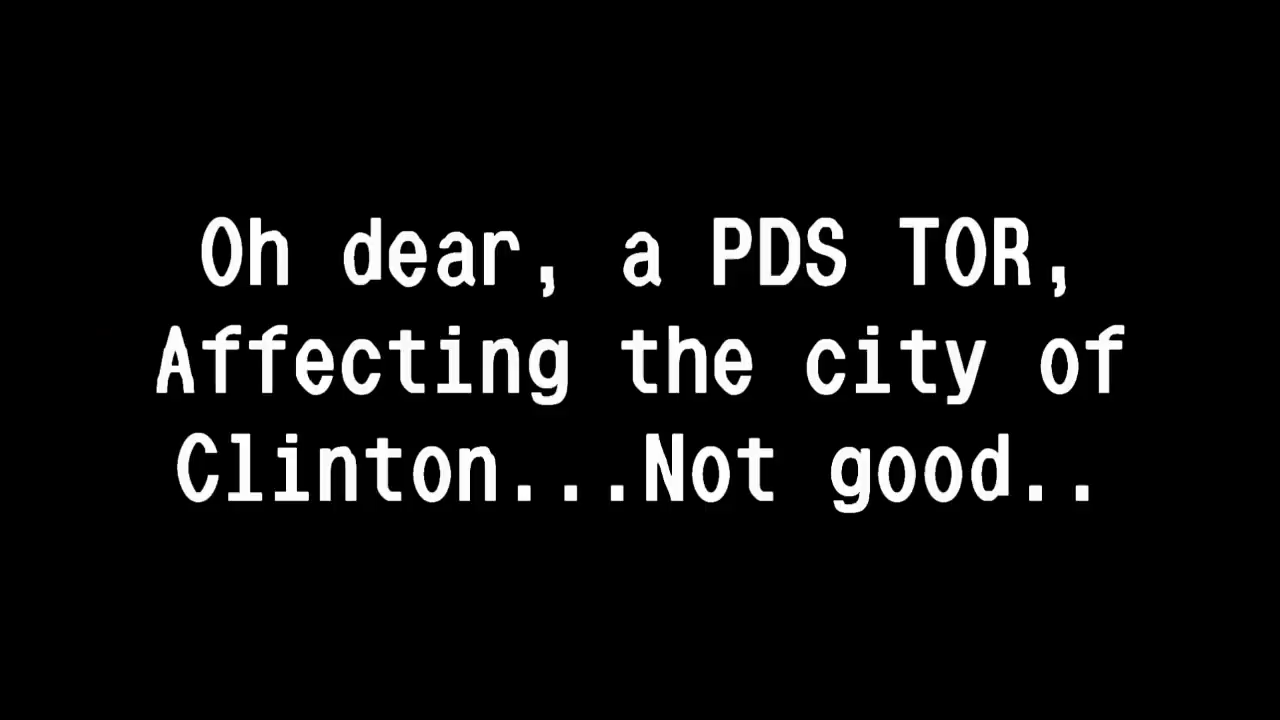 Oh dear, a PDS TOR,
Affecting the city of
Clinton...Not good..